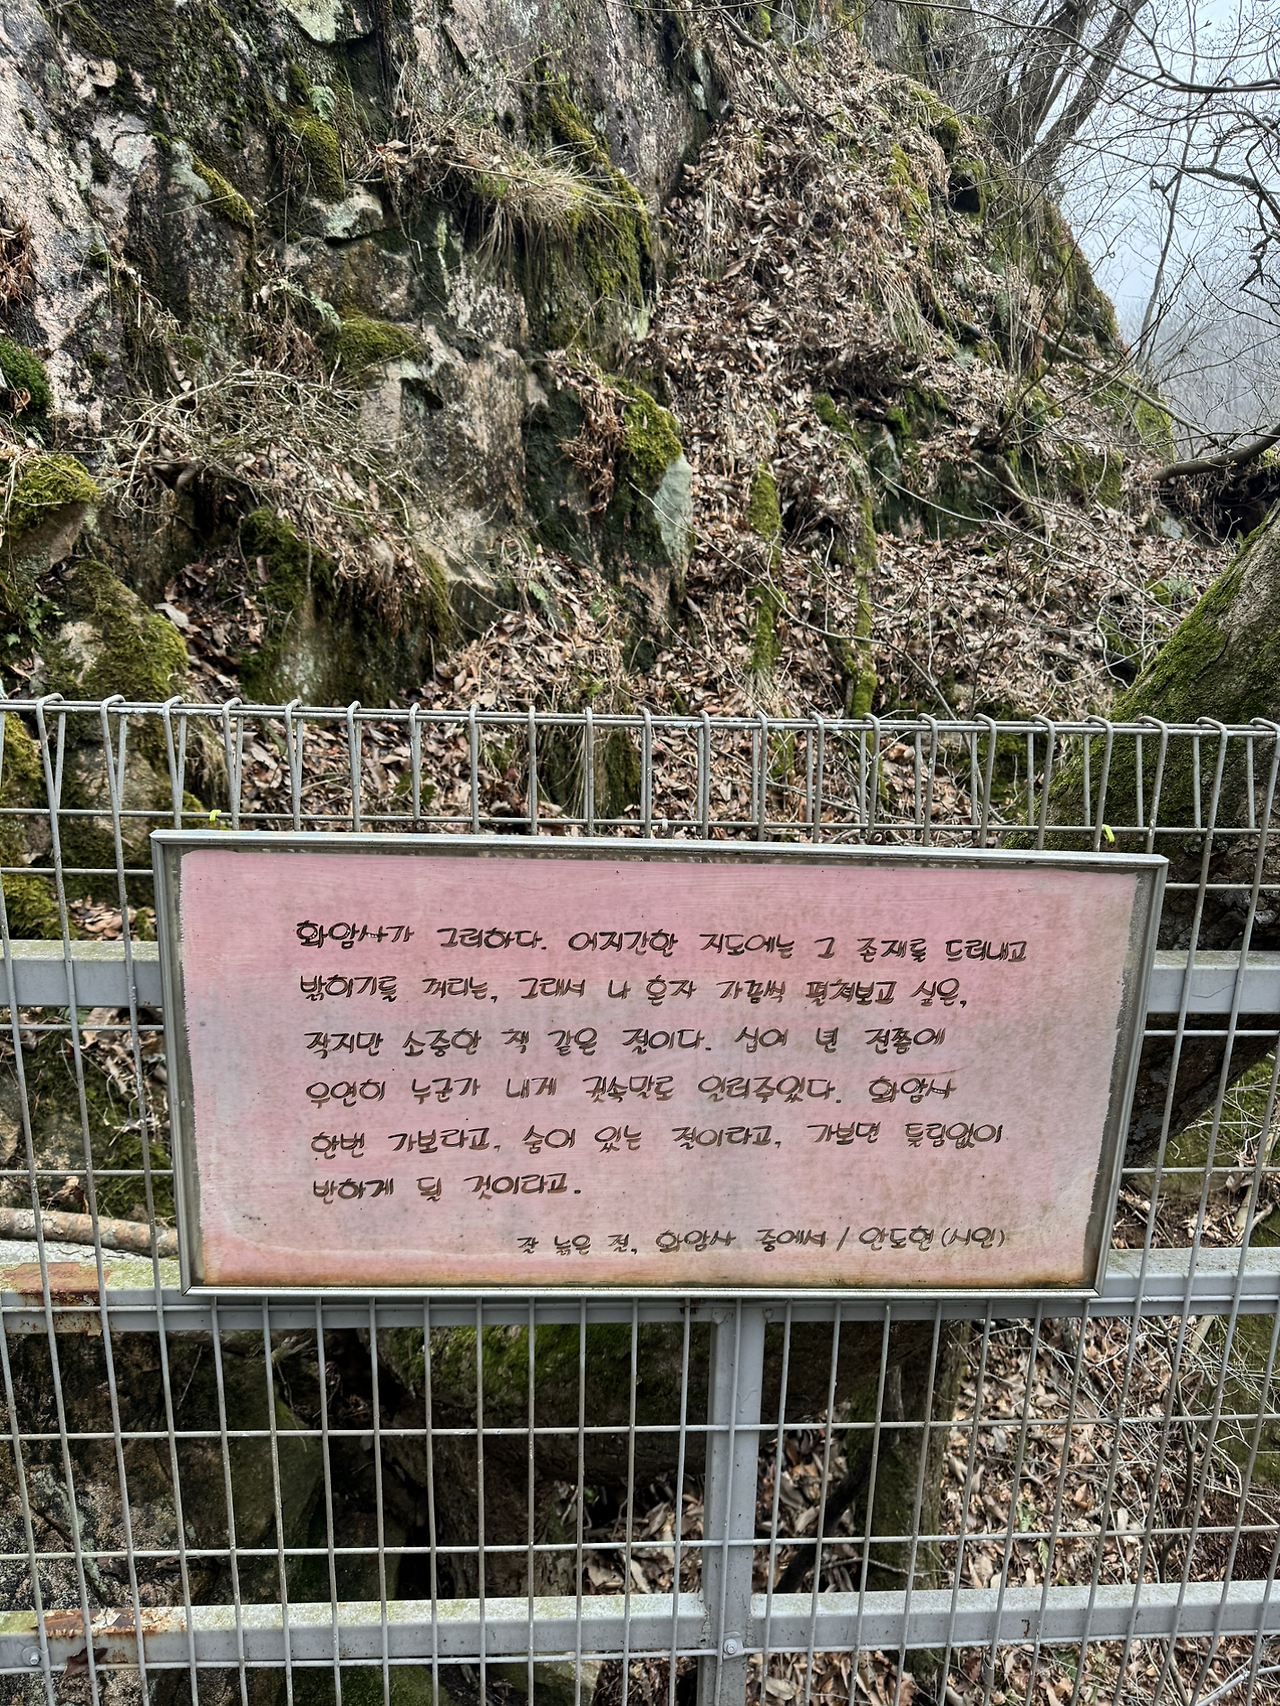 화암사가 그러하다. 어지간한 지도에는 그 존재를 드러내고
밝히기를 꺼리는, 그래서 나 혼자 가끔씩 펼쳐보고 싶은,
작지만 소중한 책 같은 절이다. 십여 년 전쯤에
우연히 누군가 내게 귓속말로 일러주었다. 화암사
한번 가보라고, 숨어 있는 절이라고, 가보면 틀림없이
반하게 될 것이라고.
잘 늙은 절, 화암사 중에서 / 안도현(시인)